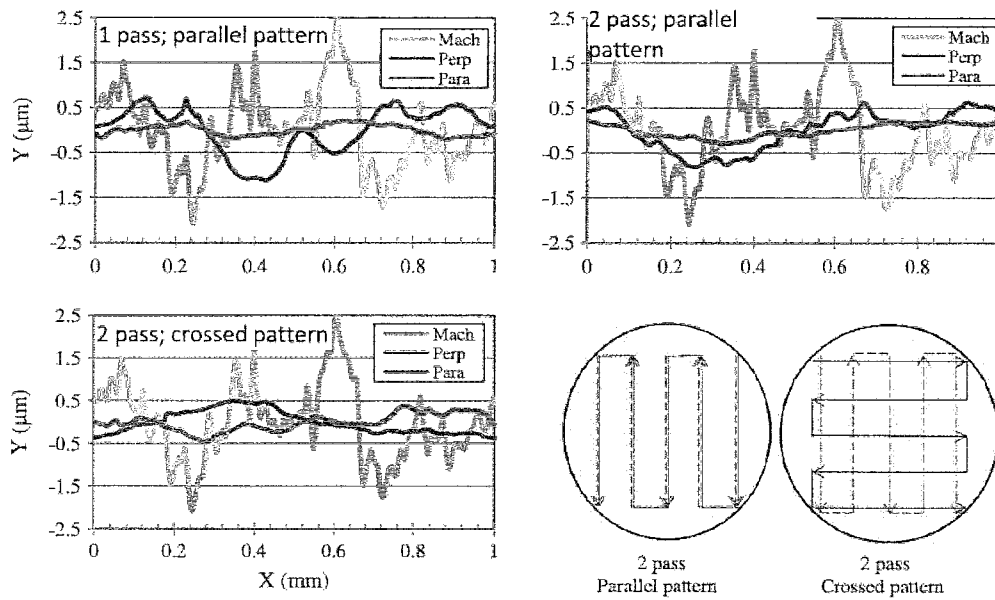 1 pass; parallel pattern
Mach
Perp
Para
2.5
1.5
0.5
-0.5
-1.5
-2.5
Y (μm)
0
0.2
0.4
0.6
0.8
1
2 pass; parallel
pattern
Mach
Perp
Para
2.5
1.5
0.5
-0.5
-1.5
-2.5
0
0.2
0.4
0.6
0.8
2 pass; crossed pattern
Mach
Perp
Para
2.5
1.5
0.5
-0.5
-1.5
-2.5
Y (μm)
0
0.2
0.4
0.6
0.8
1
X (mm)
2 pass
Parallel pattern
2 pass
Crossed pattern